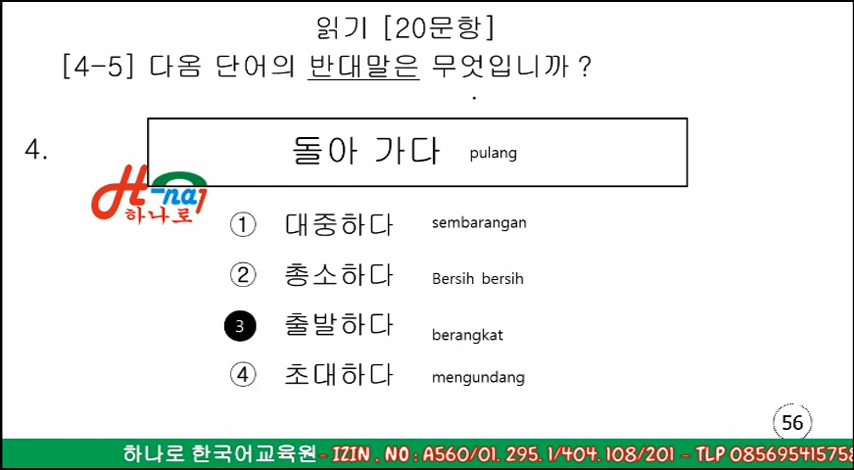 읽기 [20문항]
[4-5] 다옴 단어의 반대말은 무엇입니까?
4. 돌아 가다 pulang
H-na1
하나로
① 대중하다 sembarangan
② 총소하다 Bersih bersih
3 출발하다 berangkat
④ 초대하다 mengundang
56
하나로 한국어교육원 - IZIN . NO : A560/01. 295. 1/404. 108/201 - TLP 085695415758